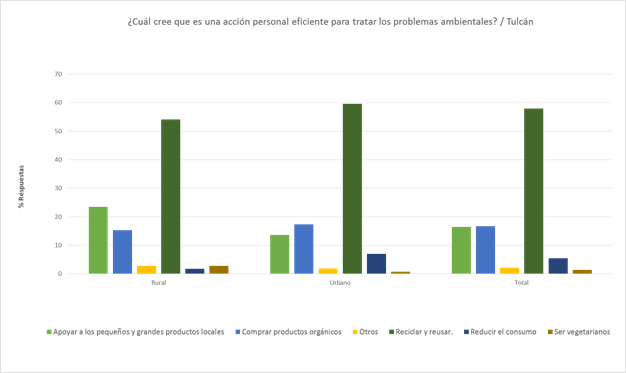 ¿Cuál cree que es una acción personal eficiente para tratar los problemas ambientales? / Tulcán
70
60
50
40
30
20
10
0
% Respuestas
Rural
Urbano
Total
Apoyar a los pequeños y grandes productos locales
Comprar productos orgánicos
Otros
Reciclar y reusar.
Reducir el consumo
Ser vegetarianos